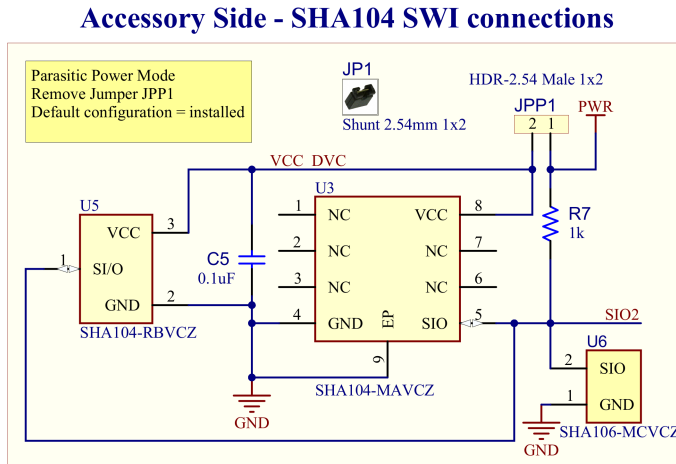 Accessory Side - SHA104 SWI connections
Parasitic Power Mode
Remove Jumper JPP1
Default configuration = installed
JP1
Shunt 2.54mm 1x2
HDR-2.54 Male 1x2
JPP1
2 1
PWR
VCC_DVC
U5
VCC
3
1
SI/O
GND
2
SHA104-RBVCZ
C5
0.1uF
U3
1 NC VCC 8
2 NC NC 7
3 NC NC 6
4 GND EP SIO 5
9
SHA104-MAVCZ
GND
R7
1k
SIO2
U6
2 SIO
1 GND
SHA106-MCVCZ
GND